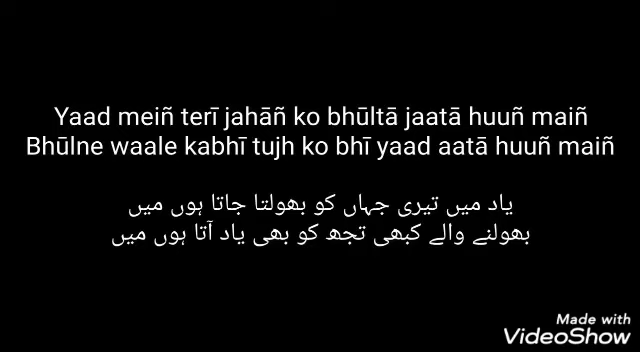 Yaad meiñ terī jahāñ ko bhūltā jaatā huuñ maiñ
Bhūlne waale kabhī tujh ko bhī yaad aatā huuñ maiñ
یاد میں تیری جہاں کو بھولتا جاتا ہوں میں
بھولنے والے کبھی تجھ کو بھی یاد آتا ہوں میں
Made with
VideoShow